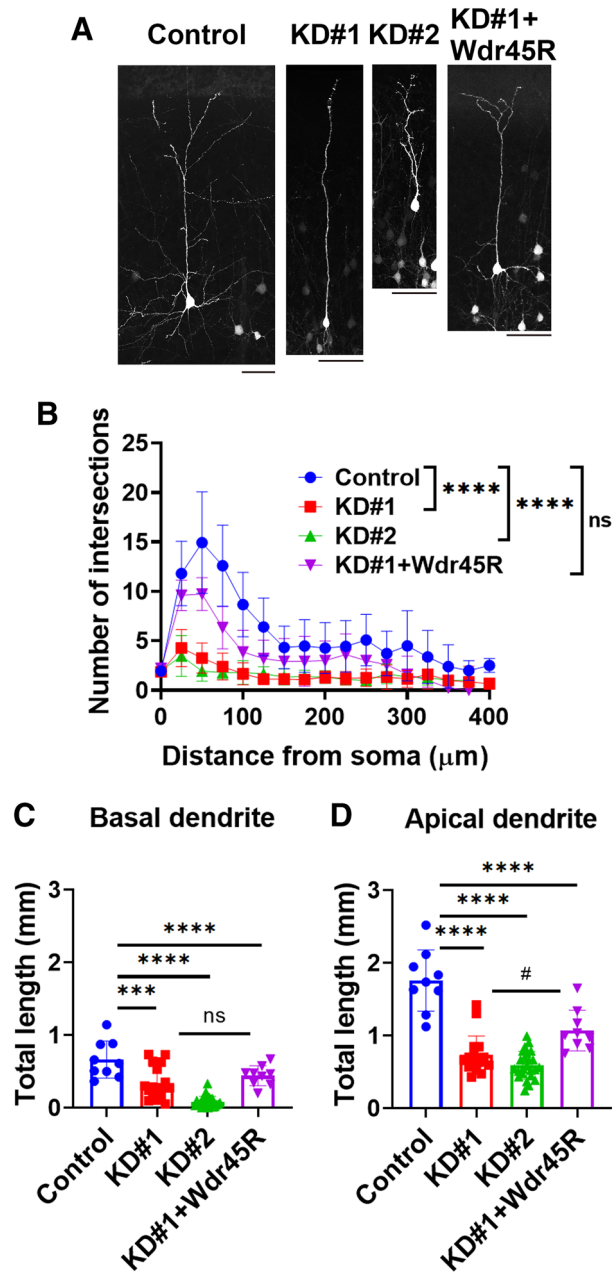 A
Control
KD#1
KD#2
KD#1+
Wdr45R
B
Number of intersections
25
20
15
10
5
0
0
100
200
300
400
Distance from soma (μm)
Control
KD#1
KD#2
KD#1+Wdr45R
****
****
ns
C
Basal dendrite
Total length (mm)
3
2
1
0
****
****
***
ns
Control
KD#1
KD#2
KD#1+Wdr45R
D
Apical dendrite
Total length (mm)
3
2
1
0
****
****
****
#
Control
KD#1
KD#2
KD#1+Wdr45R